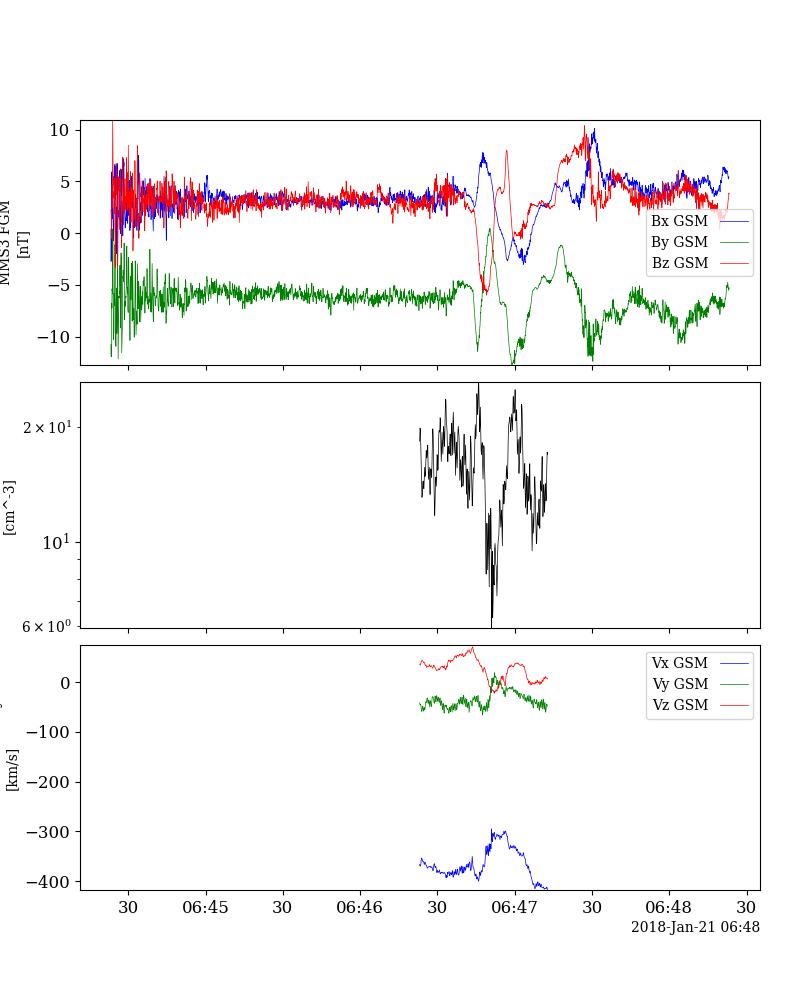 10
5
0
−5
−10
MMS3 FGM
[nT]
Bx GSM
By GSM
Bz GSM
2 × 10¹
10¹
6 × 10⁰
[cm^-3]
0
−100
−200
−300
−400
[km/s]
Vx GSM
Vy GSM
Vz GSM
30 06:45 30 06:46 30 06:47 30 06:48 30
2018-Jan-21 06:48